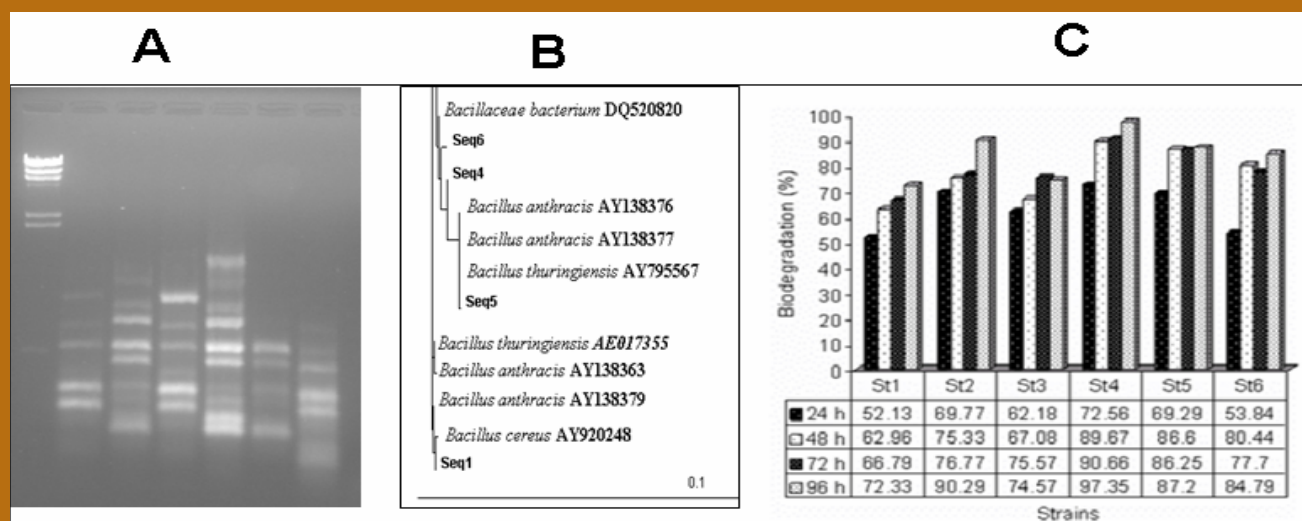 A
B
C
Bacillaceae bacterium DQ520820
Seq6
Seq4
Bacillus anthracis AY138376
Bacillus anthracis AY138377
Bacillus thuringiensis AY795567
Seq5
Bacillus thuringiensis AE017355
Bacillus anthracis AY138363
Bacillus anthracis AY138379
Bacillus cereus AY920248
Seq1
0.1
Biodegradation (%)
100
90
80
70
60
50
40
30
20
10
0
St1 St2 St3 St4 St5 St6
24 h 52.13 69.77 62.18 72.56 69.29 53.84
48 h 62.96 75.33 67.08 89.67 86.6 80.44
72 h 66.79 76.77 75.57 90.66 86.25 77.7
96 h 72.33 90.29 74.57 97.35 87.2 84.79
Strains